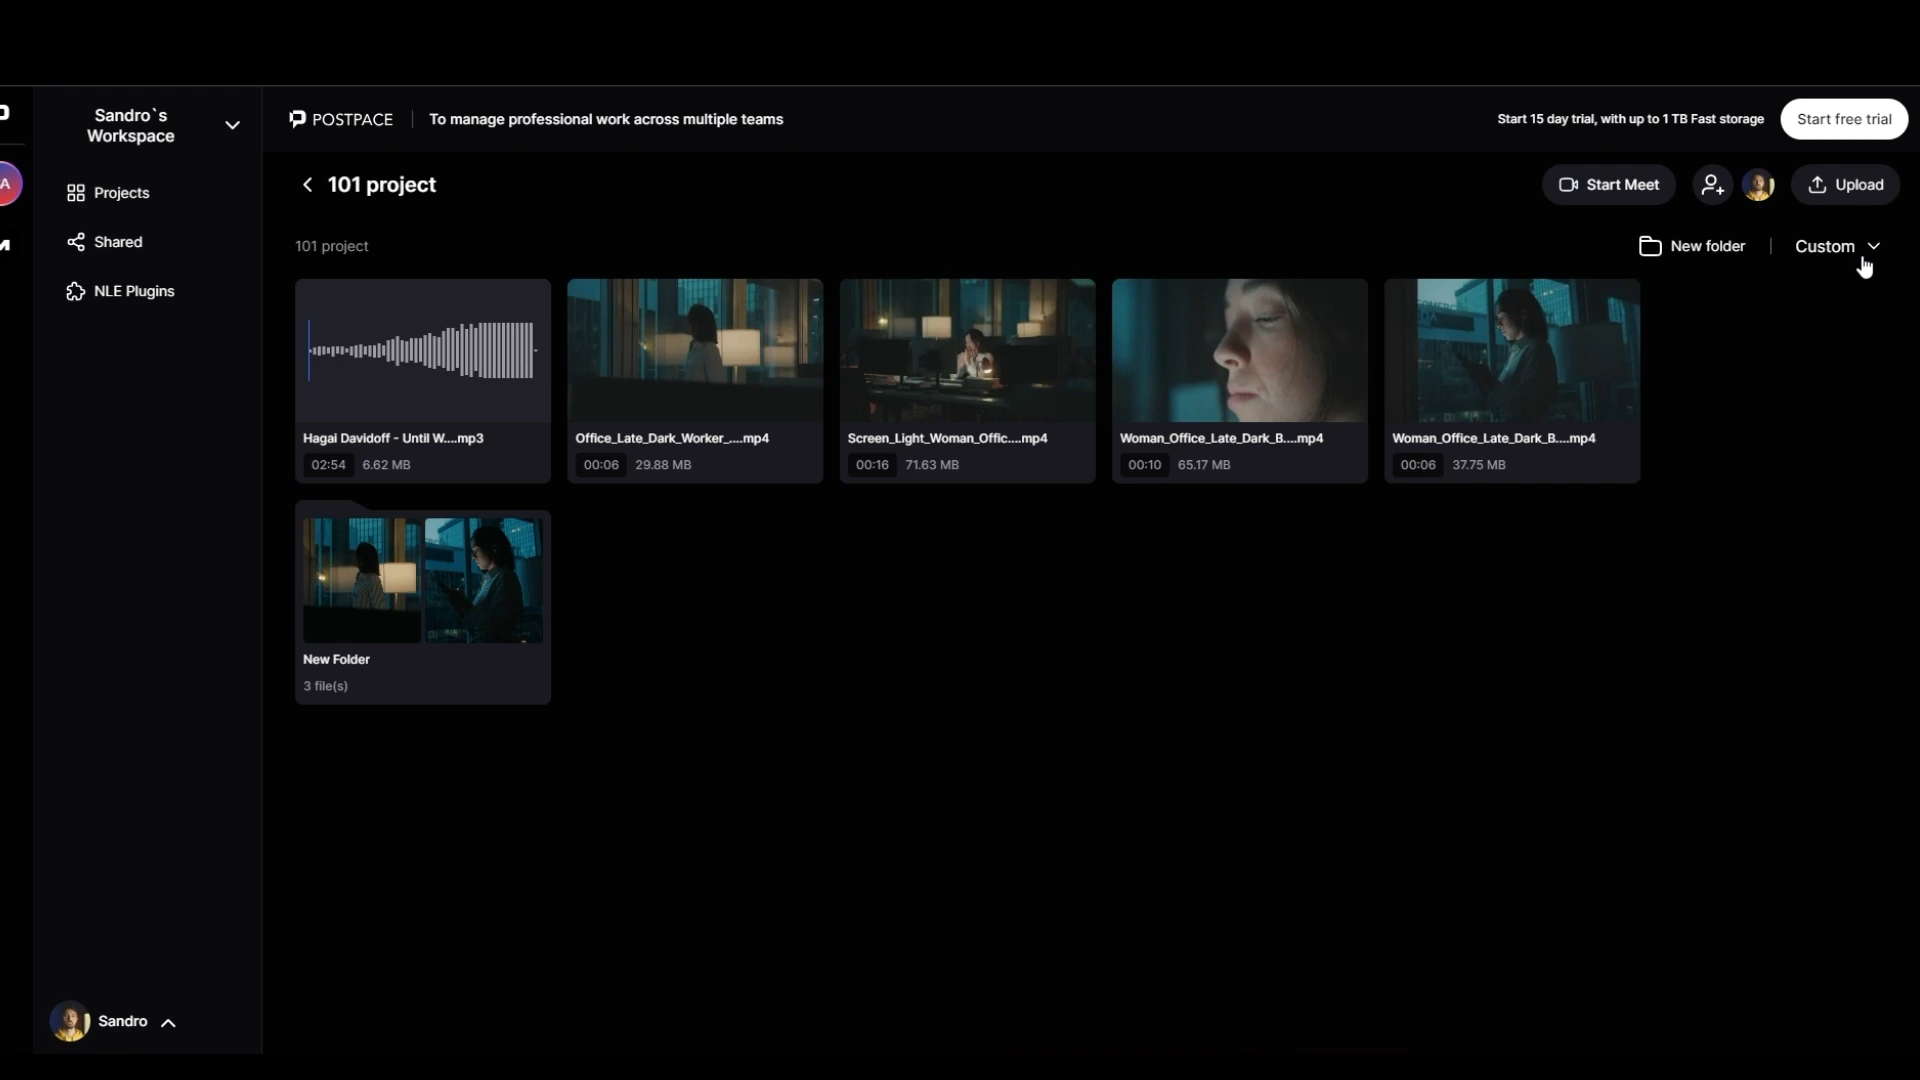 Sandro`s
Workspace
POSTPACE
To manage professional work across multiple teams
Start 15 day trial, with up to 1 TB Fast storage
Start free trial
A
Projects
Shared
NLE Plugins
101 project
Start Meet
Upload
101 project
New folder
Custom
Hagai Davidoff - Until W....mp3
02:54 6.62 MB
Office_Late_Dark_Worker_....mp4
00:06 29.88 MB
Screen_Light_Woman_Offic....mp4
00:16 71.63 MB
Woman_Office_Late_Dark_B....mp4
00:10 65.17 MB
Woman_Office_Late_Dark_B....mp4
00:06 37.75 MB
New Folder
3 file(s)
Sandro